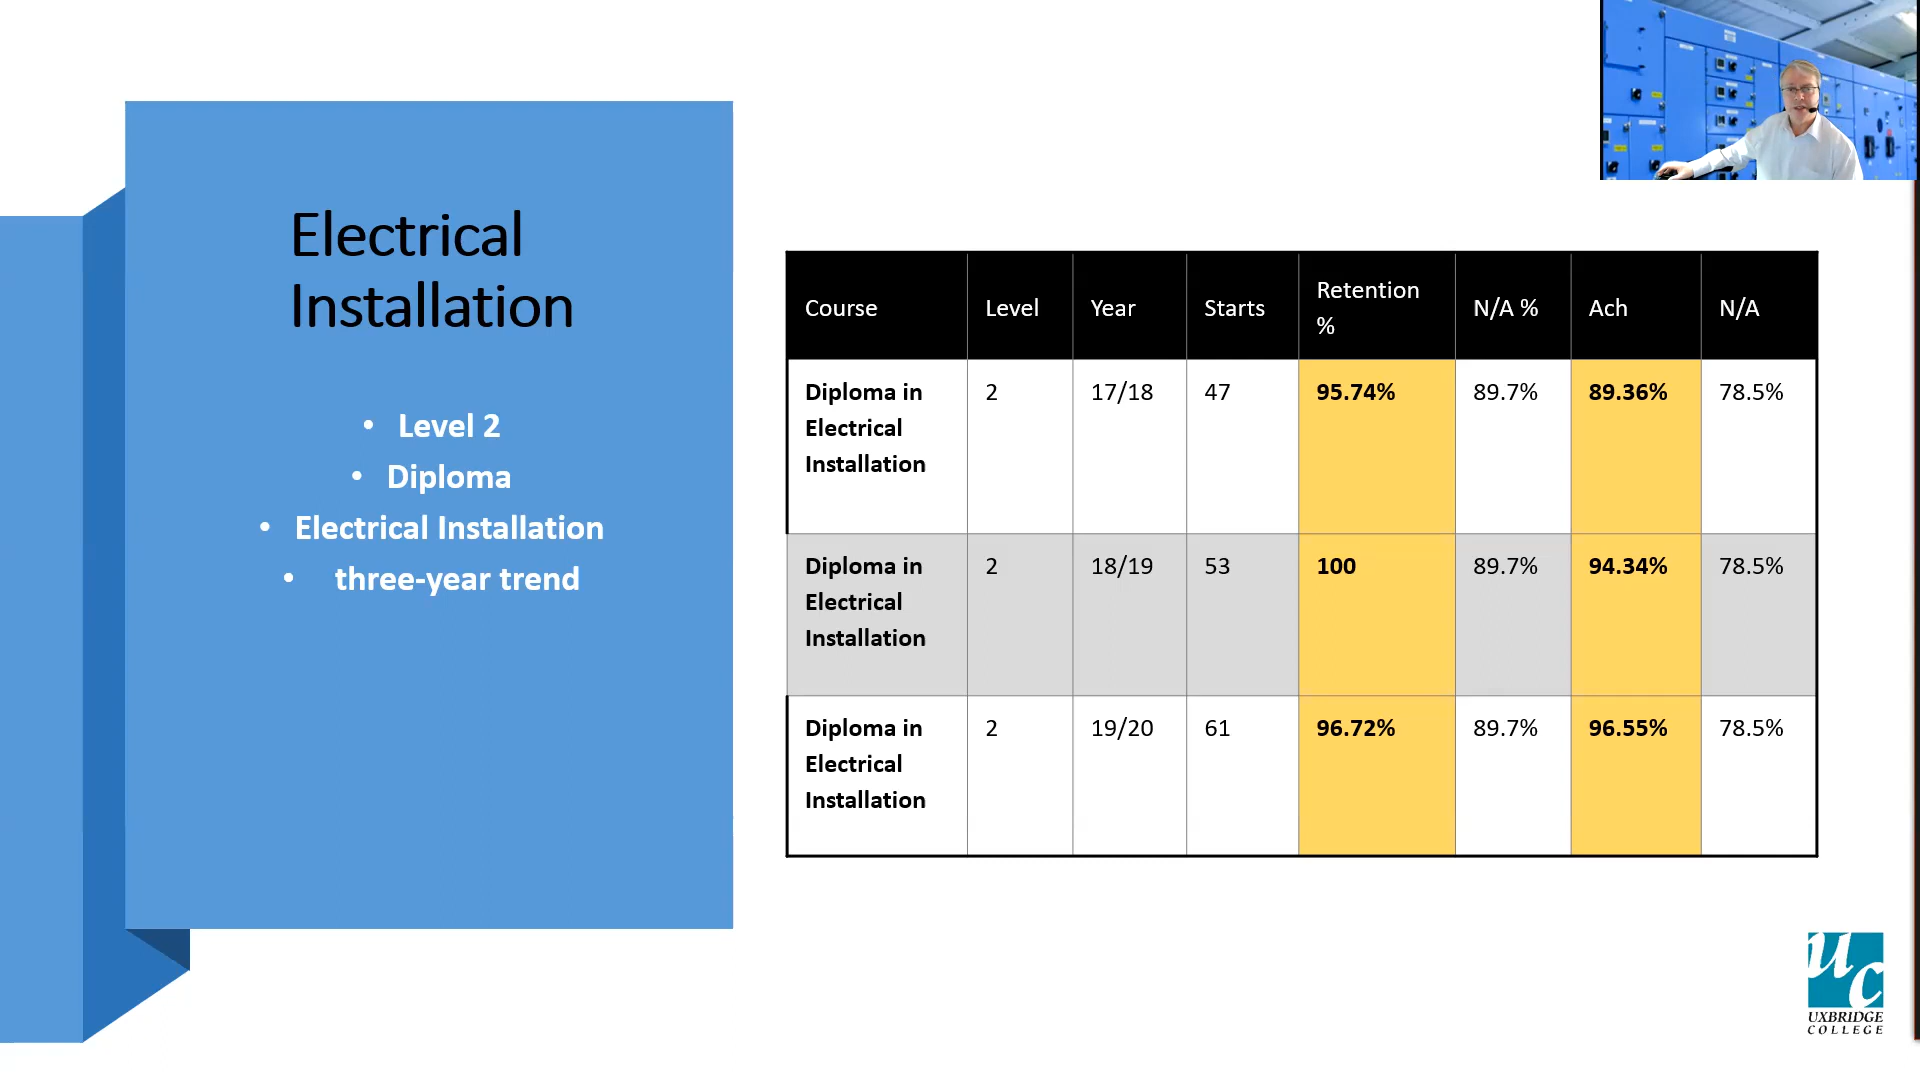 Electrical
Installation
• Level 2
• Diploma
• Electrical Installation
• three-year trend
Course Level Year Starts Retention % N/A % Ach N/A
Diploma in Electrical Installation 2 17/18 47 95.74% 89.7% 89.36% 78.5%
Diploma in Electrical Installation 2 18/19 53 100 89.7% 94.34% 78.5%
Diploma in Electrical Installation 2 19/20 61 96.72% 89.7% 96.55% 78.5%
uc
UXBRIDGE
COLLEGE